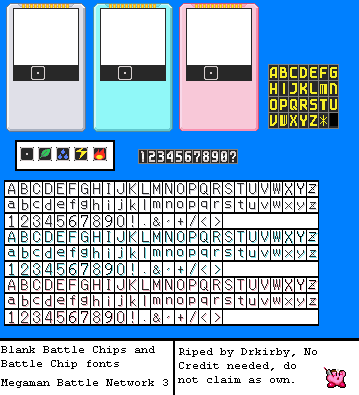 ABCDEFG
HIJKLMN
OPQRSTU
VWXYZ*
1234567890?
ABCDEFGHIJKLMNOPQRSTUVWXYZ
abcdefghijklmnopqrstuvwxyz
1234567890!.&-+/<>
ABCDEFGHIJKLMNOPQRSTUVWXYZ
abcdefghijklmnopqrstuvwxyz
1234567890!.&-+/<>
ABCDEFGHIJKLMNOPQRSTUVWXYZ
abcdefghijklmnopqrstuvwxyz
1234567890!.&-+/<>
Blank Battle Chips and
Battle Chip fonts
Megaman Battle Network 3
Riped by Drkirby, No
Credit needed, do
not claim as own.